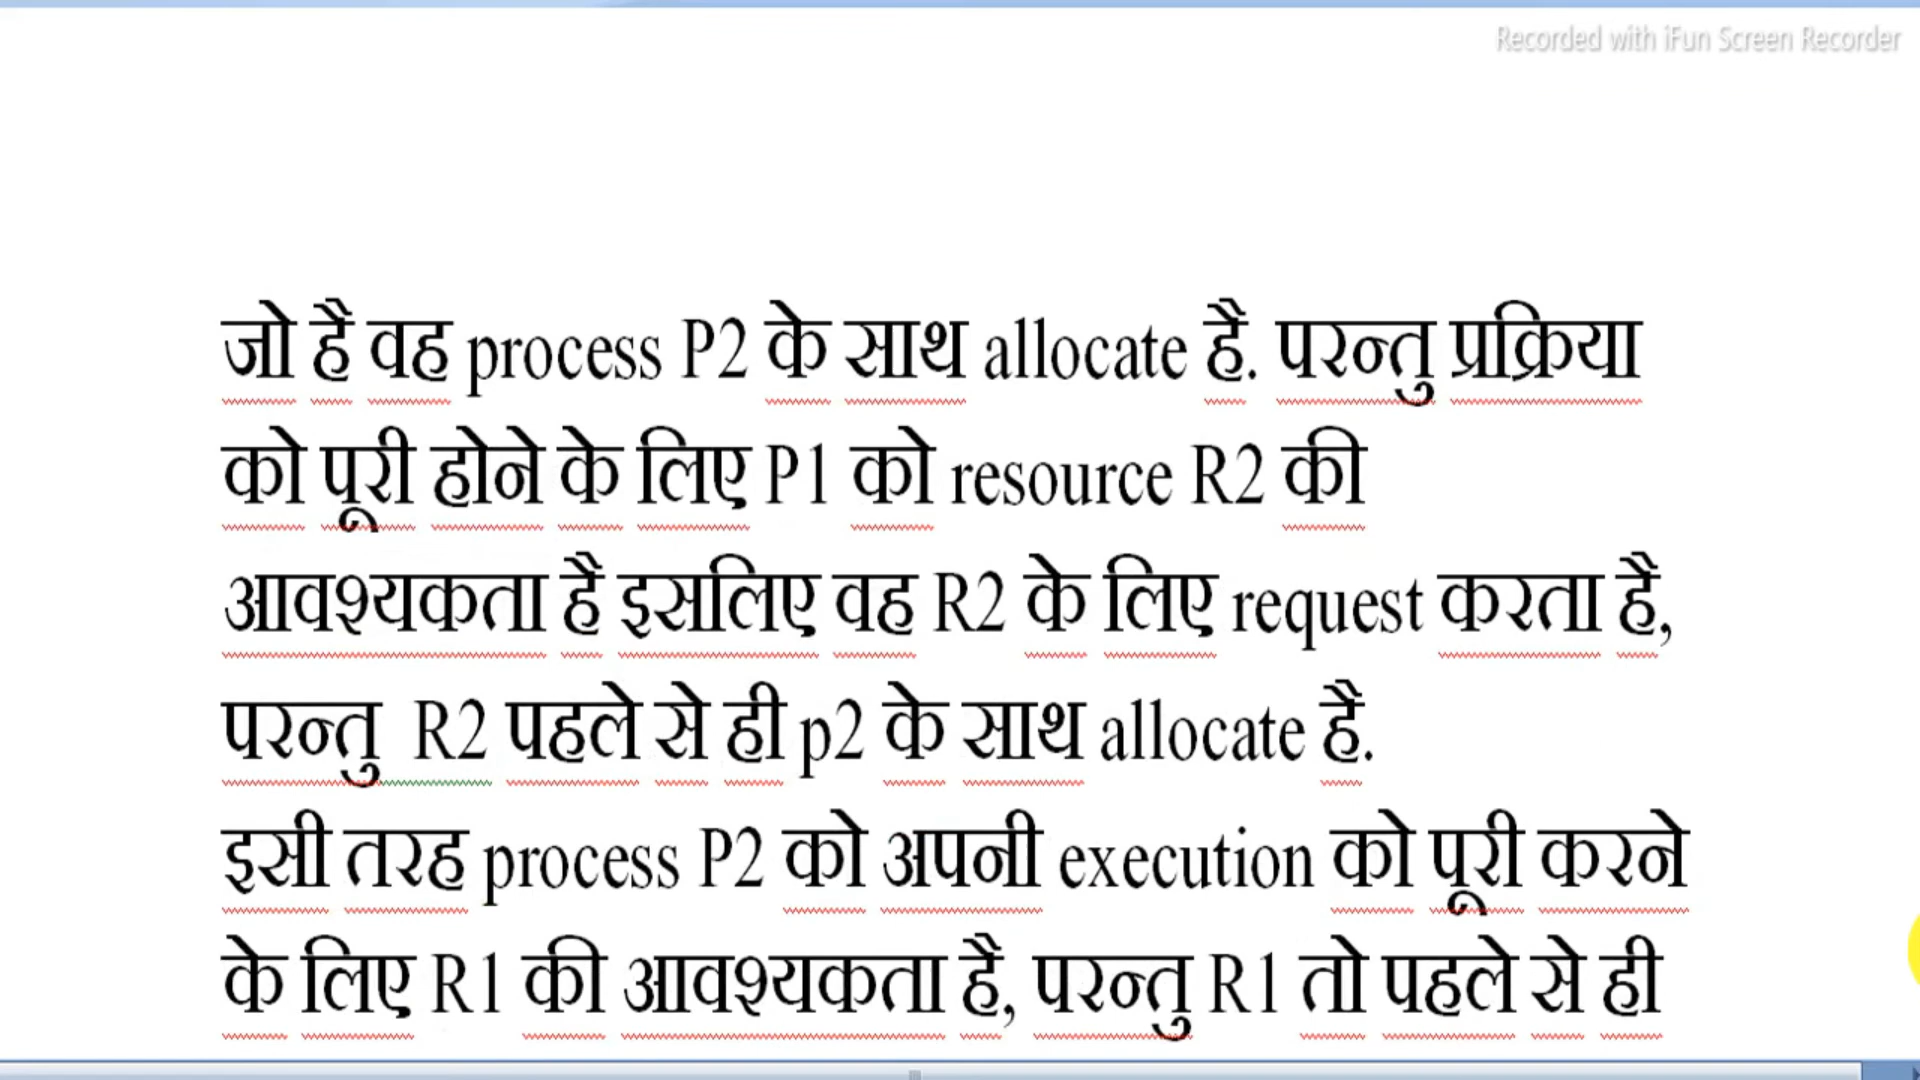 Recorded with iFun Screen Recorder
जो है वह process P2 के साथ allocate है. परन्तु प्रक्रिया
को पूरी होने के लिए P1 को resource R2 की
आवश्यकता है इसलिए वह R2 के लिए request करता है,
परन्तु R2 पहले से ही p2 के साथ allocate है.
इसी तरह process P2 को अपनी execution को पूरी करने
के लिए R1 की आवश्यकता है, परन्तु R1 तो पहले से ही